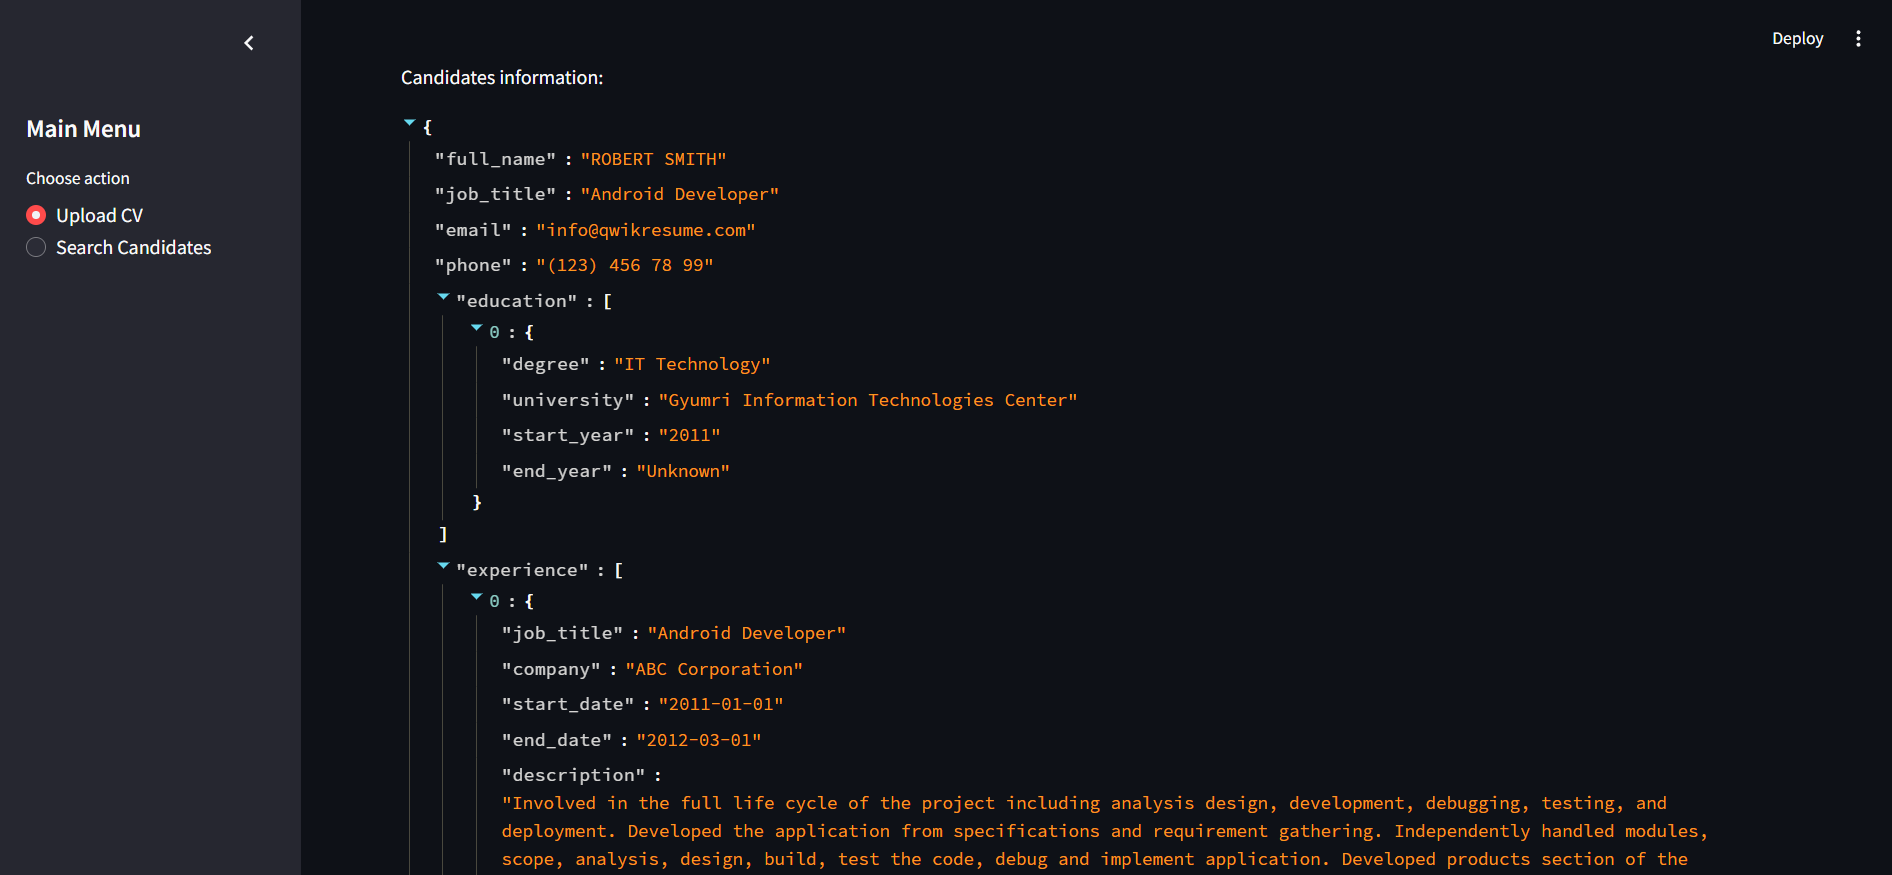 Deploy
Main Menu
Choose action
Upload CV
Search Candidates
Candidates information:
{
"full_name" : "ROBERT SMITH"
"job_title" : "Android Developer"
"email" : "info@qwikresume.com"
"phone" : "(123) 456 78 99"
"education" : [
0 : {
"degree" : "IT Technology"
"university" : "Gyumri Information Technologies Center"
"start_year" : "2011"
"end_year" : "Unknown"
}
]
"experience" : [
0 : {
"job_title" : "Android Developer"
"company" : "ABC Corporation"
"start_date" : "2011-01-01"
"end_date" : "2012-03-01"
"description" :
"Involved in the full life cycle of the project including analysis design, development, debugging, testing, and
deployment. Developed the application from specifications and requirement gathering. Independently handled modules,
scope, analysis, design, build, test the code, debug and implement application. Developed products section of the